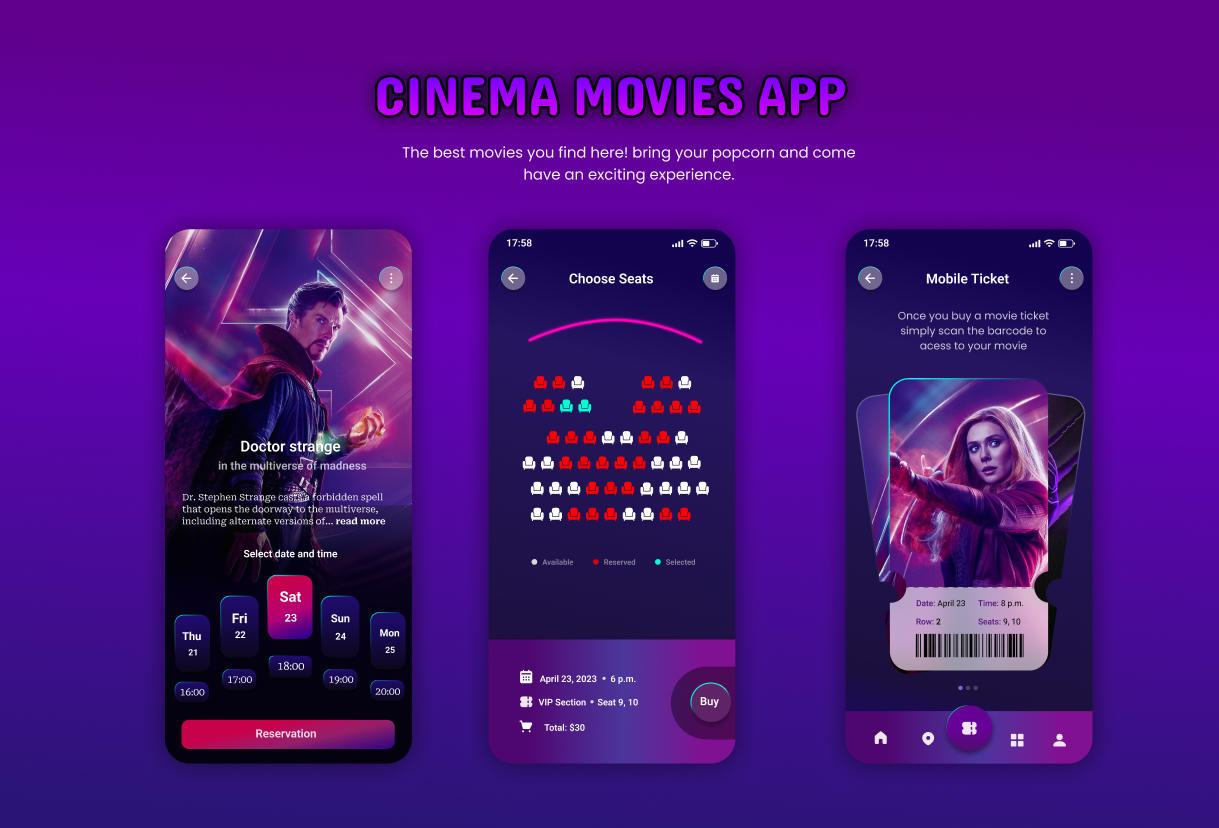 CINEMA MOVIES APP
The best movies you find here! bring your popcorn and come
have an exciting experience.
Doctor strange
in the multiverse of madness
Dr. Stephen Strange casts a forbidden spell
that opens the doorway to the multiverse,
including alternate versions of... read more
Select date and time
Thu
21
Fri
22
Sat
23
Sun
24
Mon
25
16:00
17:00
18:00
19:00
20:00
Reservation
17:58
Choose Seats
Available
Reserved
Selected
April 23, 2023 • 6 p.m.
VIP Section • Seat 9, 10
Total: $30
Buy
17:58
Mobile Ticket
Once you buy a movie ticket
simply scan the barcode to
acess to your movie
Date: April 23 Time: 8 p.m.
Row: 2 Seats: 9, 10